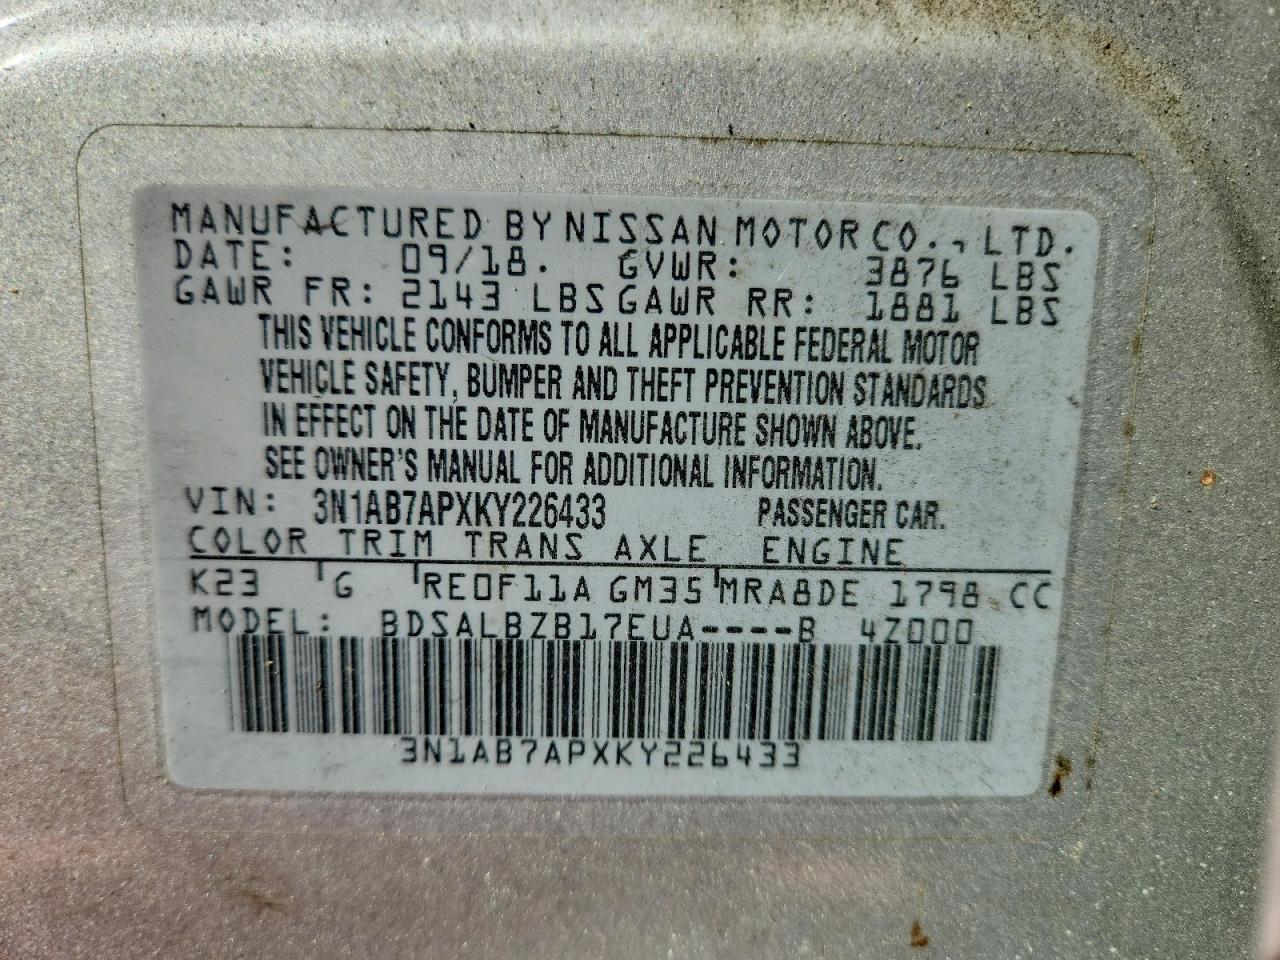 MANUFACTURED BY NISSAN MOTOR CO., LTD.
DATE: 09/18. GVWR: 3876 LBS
GAWR FR: 2143 LBS GAWR RR: 1881 LBS
THIS VEHICLE CONFORMS TO ALL APPLICABLE FEDERAL MOTOR
VEHICLE SAFETY, BUMPER AND THEFT PREVENTION STANDARDS
IN EFFECT ON THE DATE OF MANUFACTURE SHOWN ABOVE.
SEE OWNER'S MANUAL FOR ADDITIONAL INFORMATION.
VIN: 3N1AB7APXKY226433 PASSENGER CAR.
COLOR TRIM TRANS AXLE ENGINE
K23 G RE0F11A GM35 MRA8DE 1798 CC
MODEL: BDSALBZB17EUA----B 4Z000
3N1AB7APXKY226433